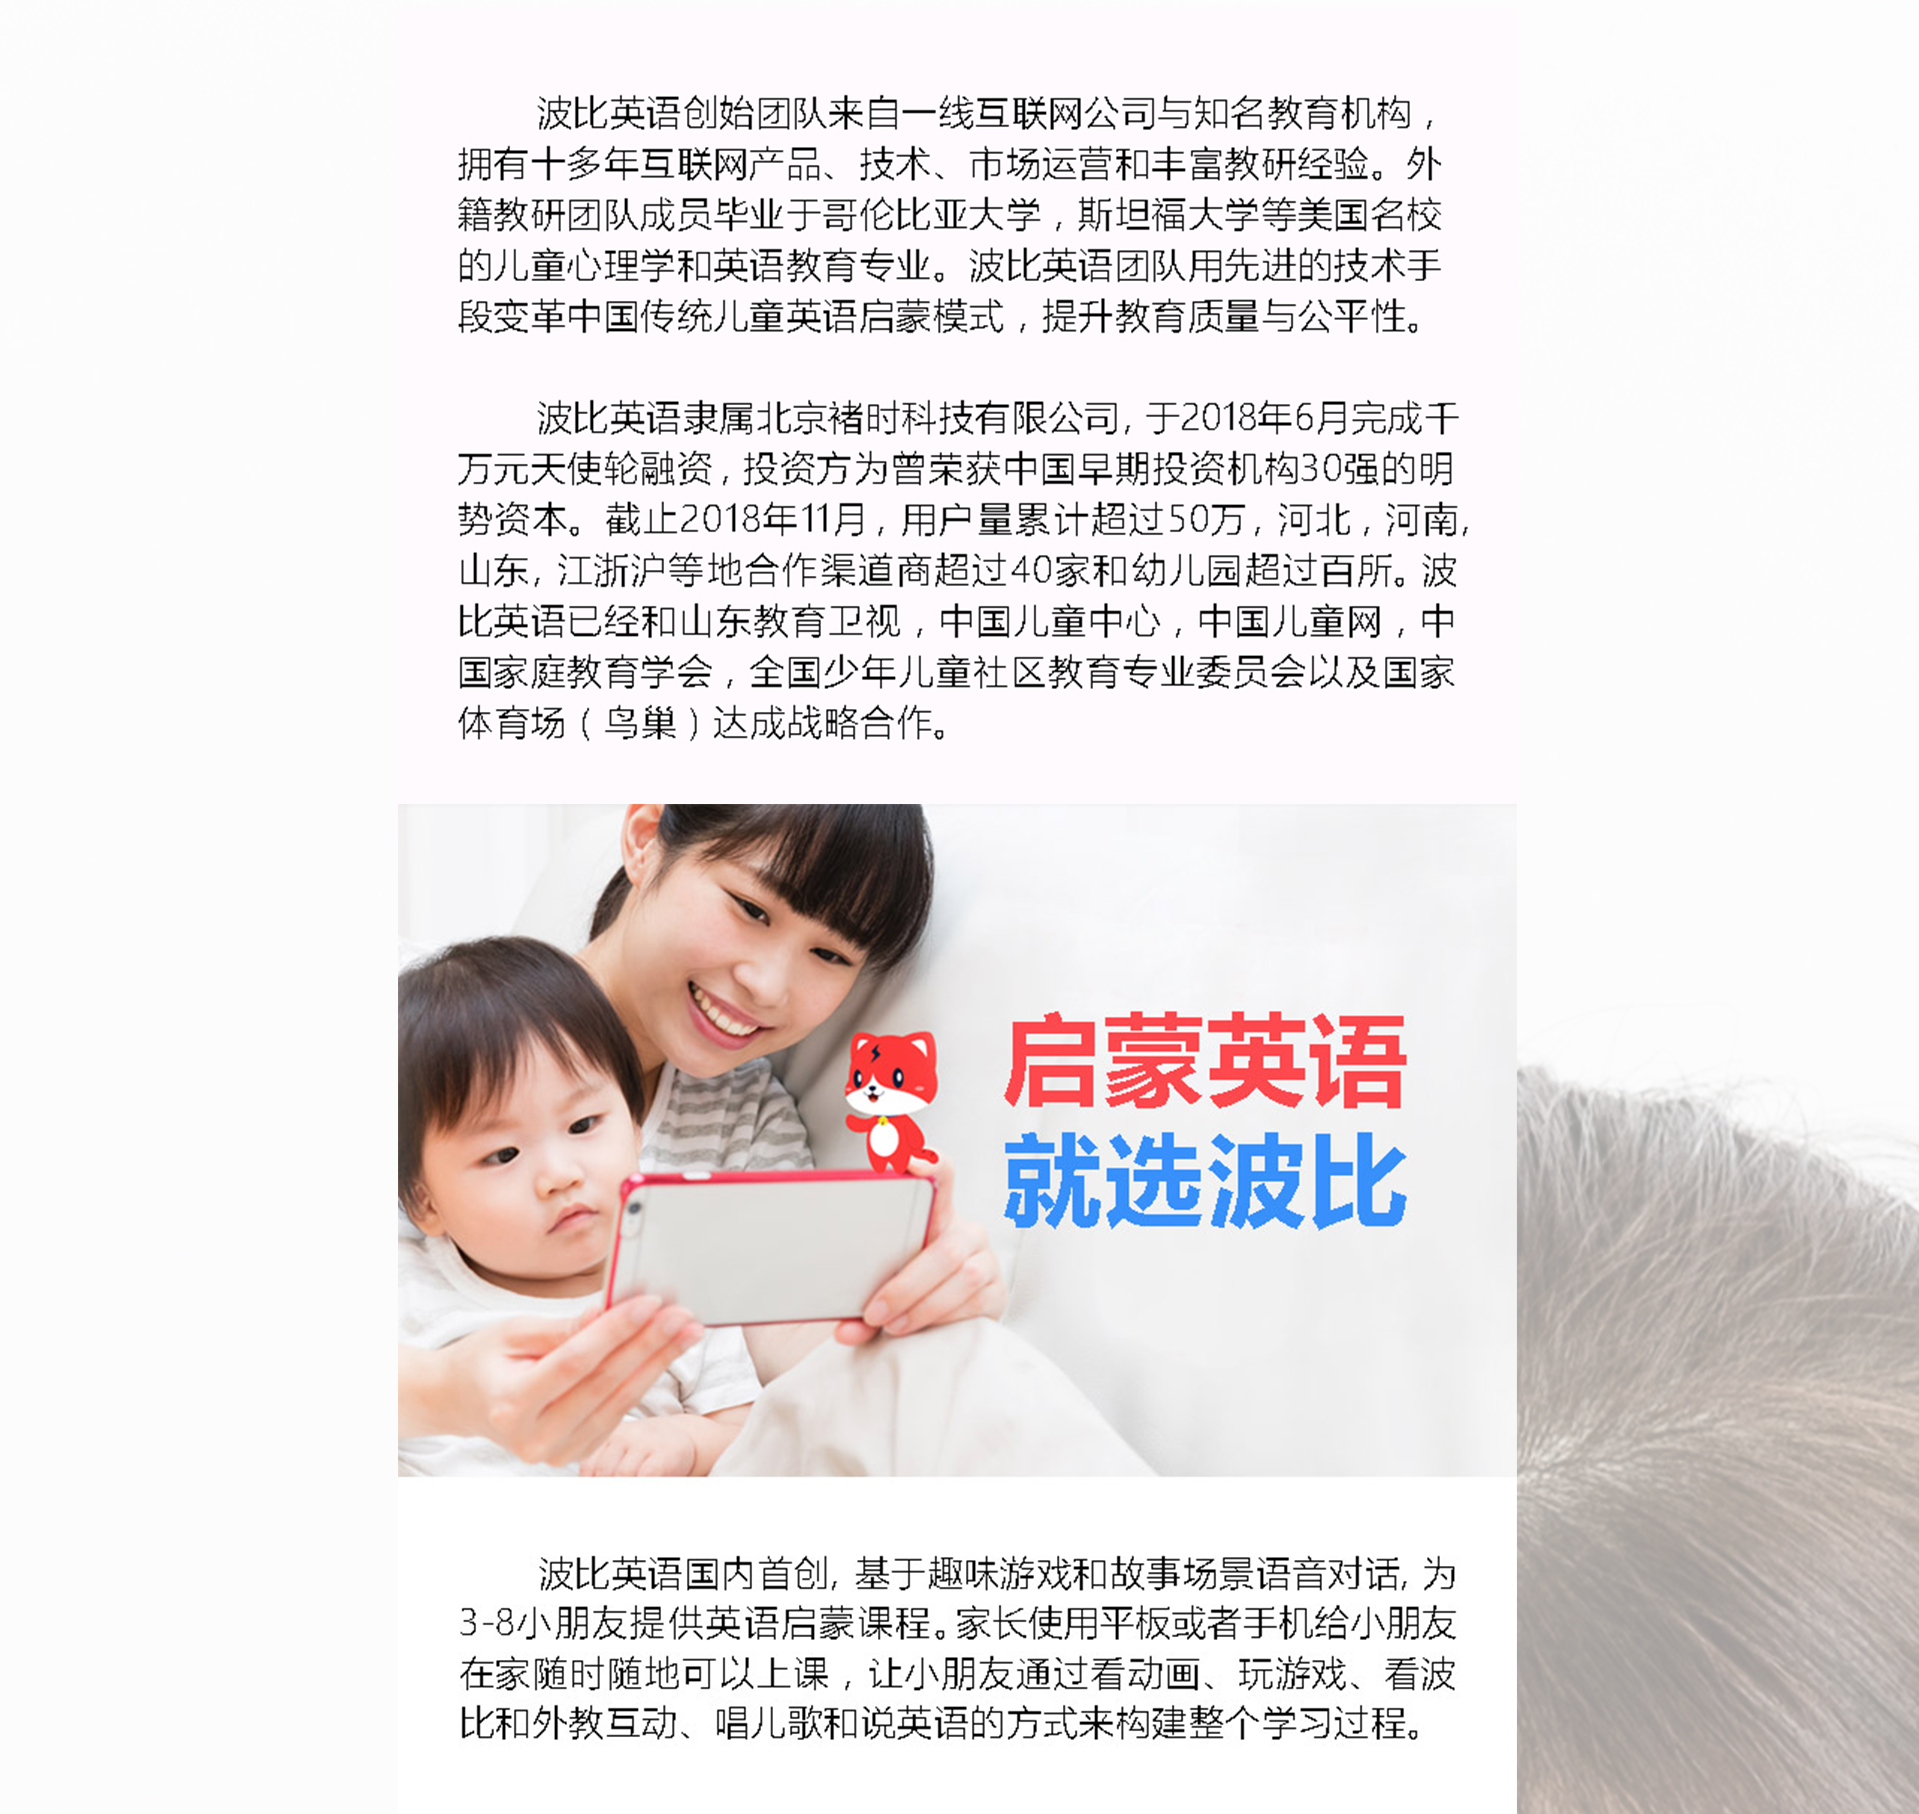 波比英语创始团队来自一线互联网公司与知名教育机构，
拥有十多年互联网产品、技术、市场运营和丰富教研经验。外
籍教研团队成员毕业于哥伦比亚大学，斯坦福大学等美国名校
的儿童心理学和英语教育专业。波比英语团队用先进的技术手
段变革中国传统儿童英语启蒙模式，提升教育质量与公平性。
波比英语隶属北京褚时科技有限公司, 于2018年6月完成千
万元天使轮融资, 投资方为曾荣获中国早期投资机构30强的明
势资本。截止2018年11月, 用户量累计超过50万, 河北，河南,
山东, 江浙沪等地合作渠道商超过40家和幼儿园超过百所。波
比英语已经和山东教育卫视，中国儿童中心，中国儿童网，中
国家庭教育学会，全国少年儿童社区教育专业委员会以及国家
体育场（鸟巢）达成战略合作。
启蒙英语
就选波比
波比英语国内首创, 基于趣味游戏和故事场景语音对话, 为
3-8小朋友提供英语启蒙课程。家长使用平板或者手机给小朋友
在家随时随地可以上课，让小朋友通过看动画、玩游戏、看波
比和外教互动、唱儿歌和说英语的方式来构建整个学习过程。